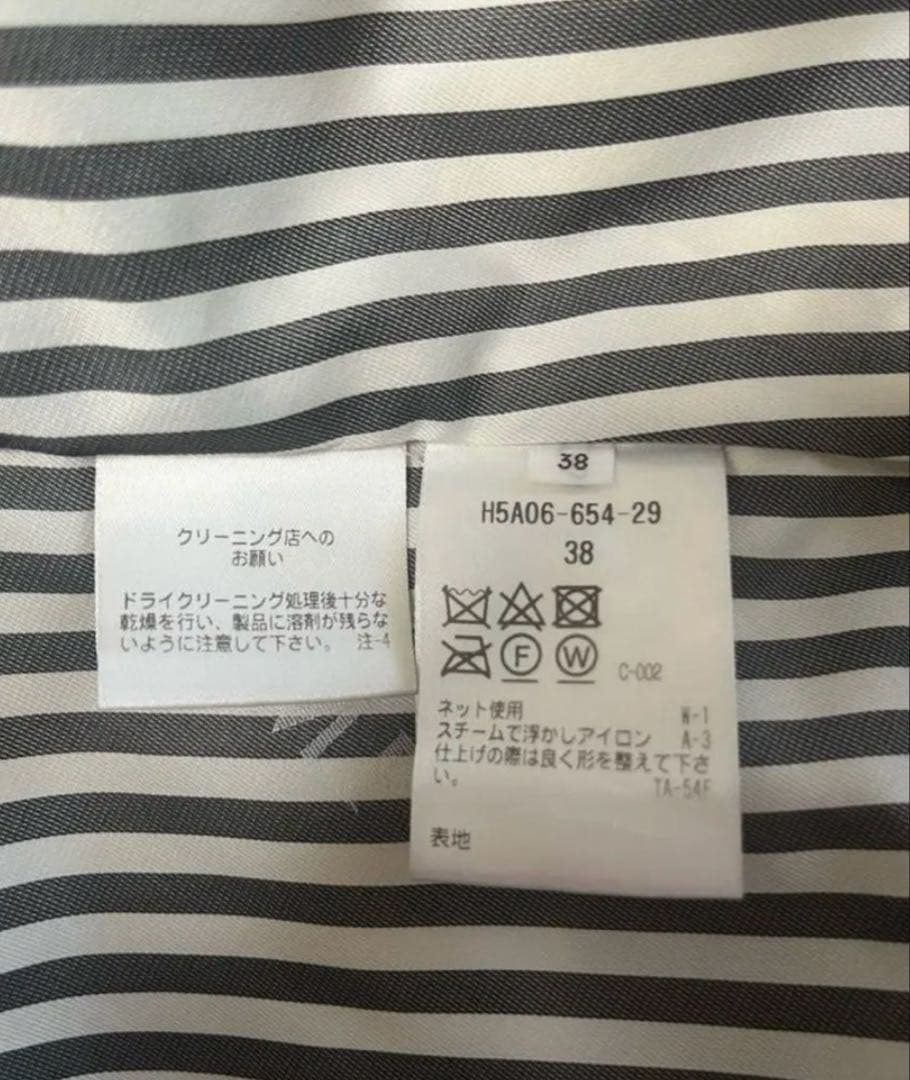 クリーニング店への
お願い
ドライクリーニング処理後十分な
乾燥を行い、製品に溶剤が残らな
いように注意して下さい。 注-4
38
H5A06-654-29
38
F W C-002
ネット使用 W-1
スチームで浮かしアイロン A-3
仕上げの際は良く形を整えて下さ
い。 TA-54F
表地